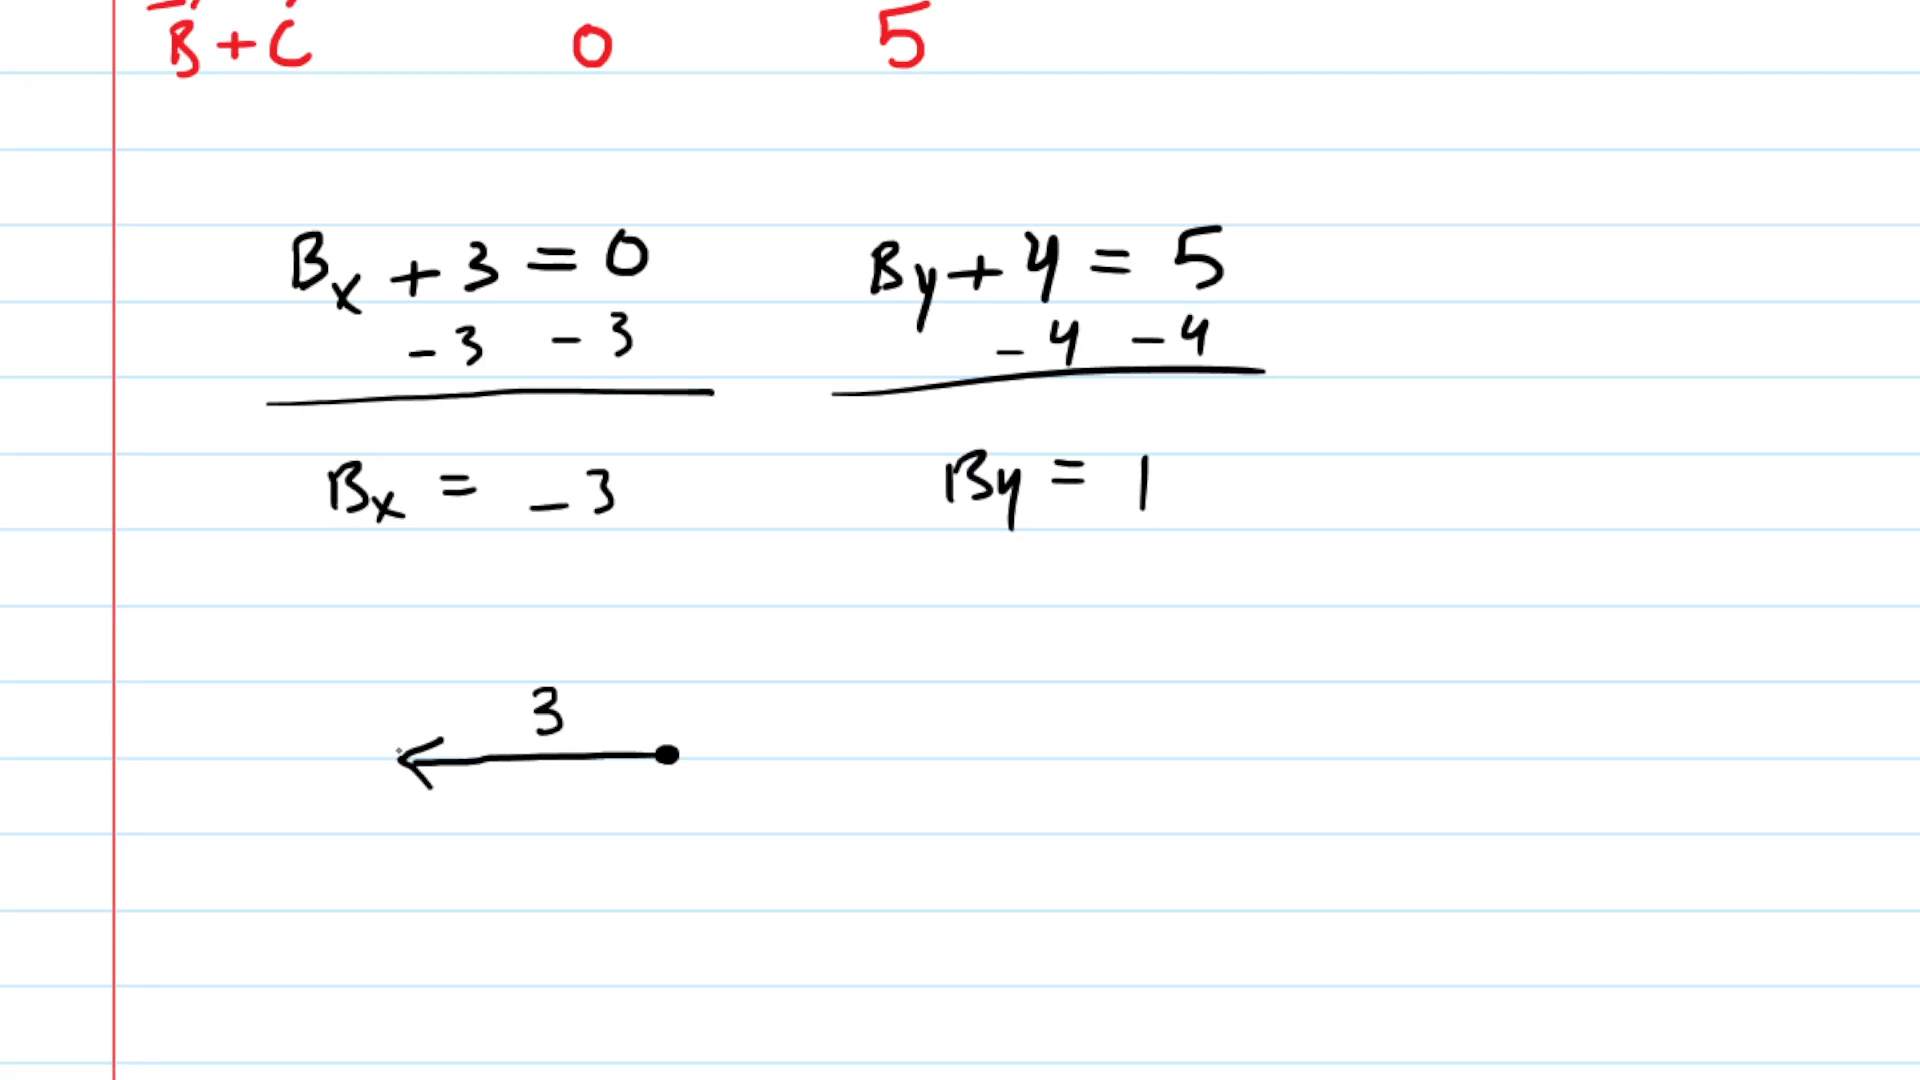 B + C 0 5
Bx + 3 = 0 By + 4 = 5
- 3 - 3 - 4 - 4
Bx = - 3 By = 1
3